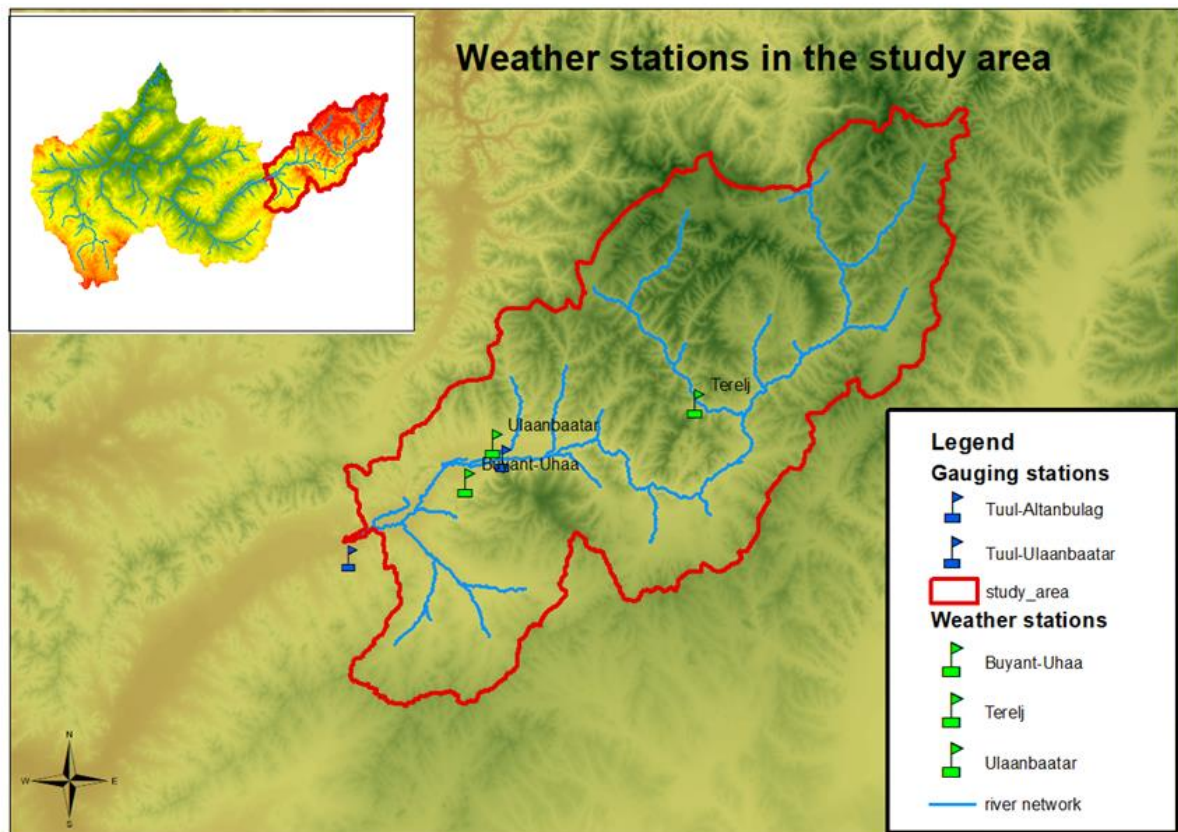 Weather stations in the study area
Terelj
Ulaanbaatar
Buyant-Uhaa
Legend
Gauging stations
Tuul-Altanbulag
Tuul-Ulaanbaatar
study_area
Weather stations
Buyant-Uhaa
Terelj
Ulaanbaatar
river network
N
W E
S